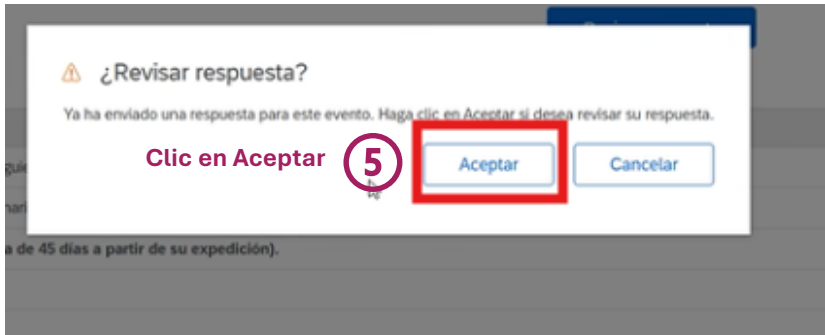 ¿Revisar respuesta?
Ya ha enviado una respuesta para este evento. Haga clic en Aceptar si desea revisar su respuesta.
Clic en Aceptar 5 Aceptar Cancelar
a de 45 días a partir de su expedición).